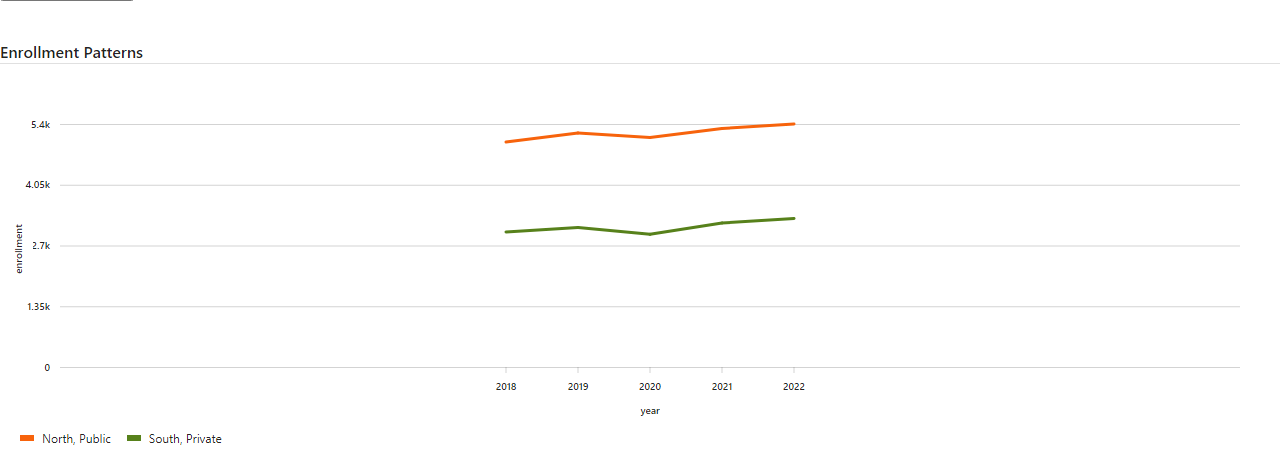 Enrollment Patterns
5.4k
4.05k
2.7k
1.35k
0
enrollment
2018 2019 2020 2021 2022
year
North, Public South, Private